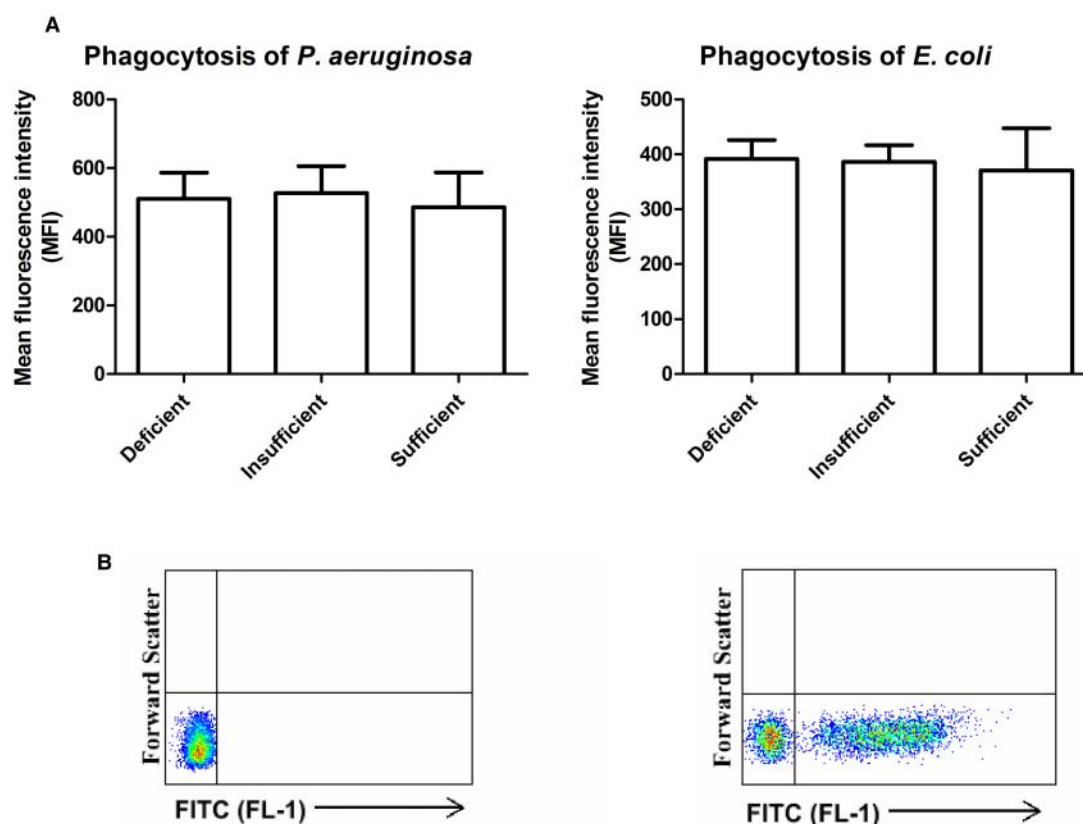 A
Phagocytosis of P. aeruginosa
Mean fluorescence intensity
(MFI)
800
600
400
200
0
Deficient
Insufficient
Sufficient
Phagocytosis of E. coli
Mean fluorescence intensity
(MFI)
500
400
300
200
100
0
Deficient
Insufficient
Sufficient
B
Forward Scatter
FITC (FL-1)
Forward Scatter
FITC (FL-1)